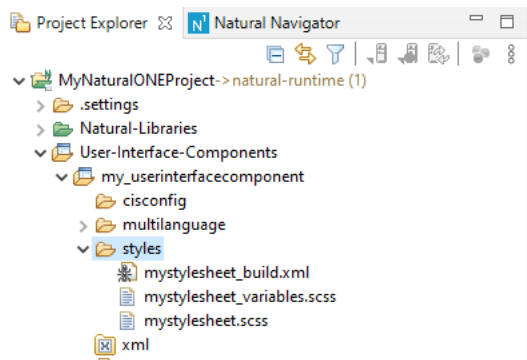 Project Explorer Natural Navigator
MyNaturalONEProject->natural-runtime (1)
.settings
Natural-Libraries
User-Interface-Components
my_userinterfacecomponent
cisconfig
multilanguage
styles
mystylesheet_build.xml
mystylesheet_variables.scss
mystylesheet.scss
xml